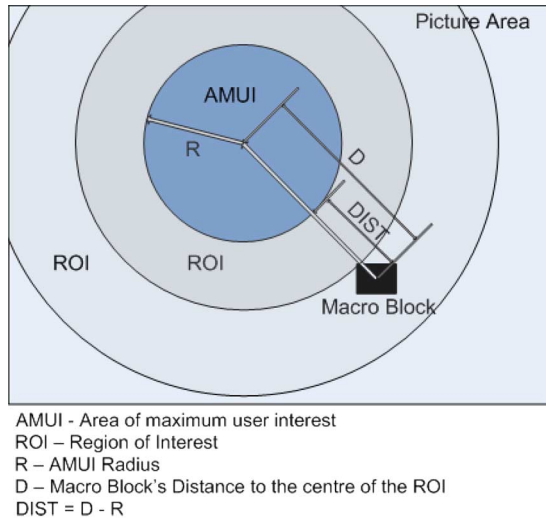 Picture Area
AMUI
R
D
DIST
ROI
ROI
Macro Block
AMUI - Area of maximum user interest
ROI – Region of Interest
R – AMUI Radius
D – Macro Block's Distance to the centre of the ROI
DIST = D - R